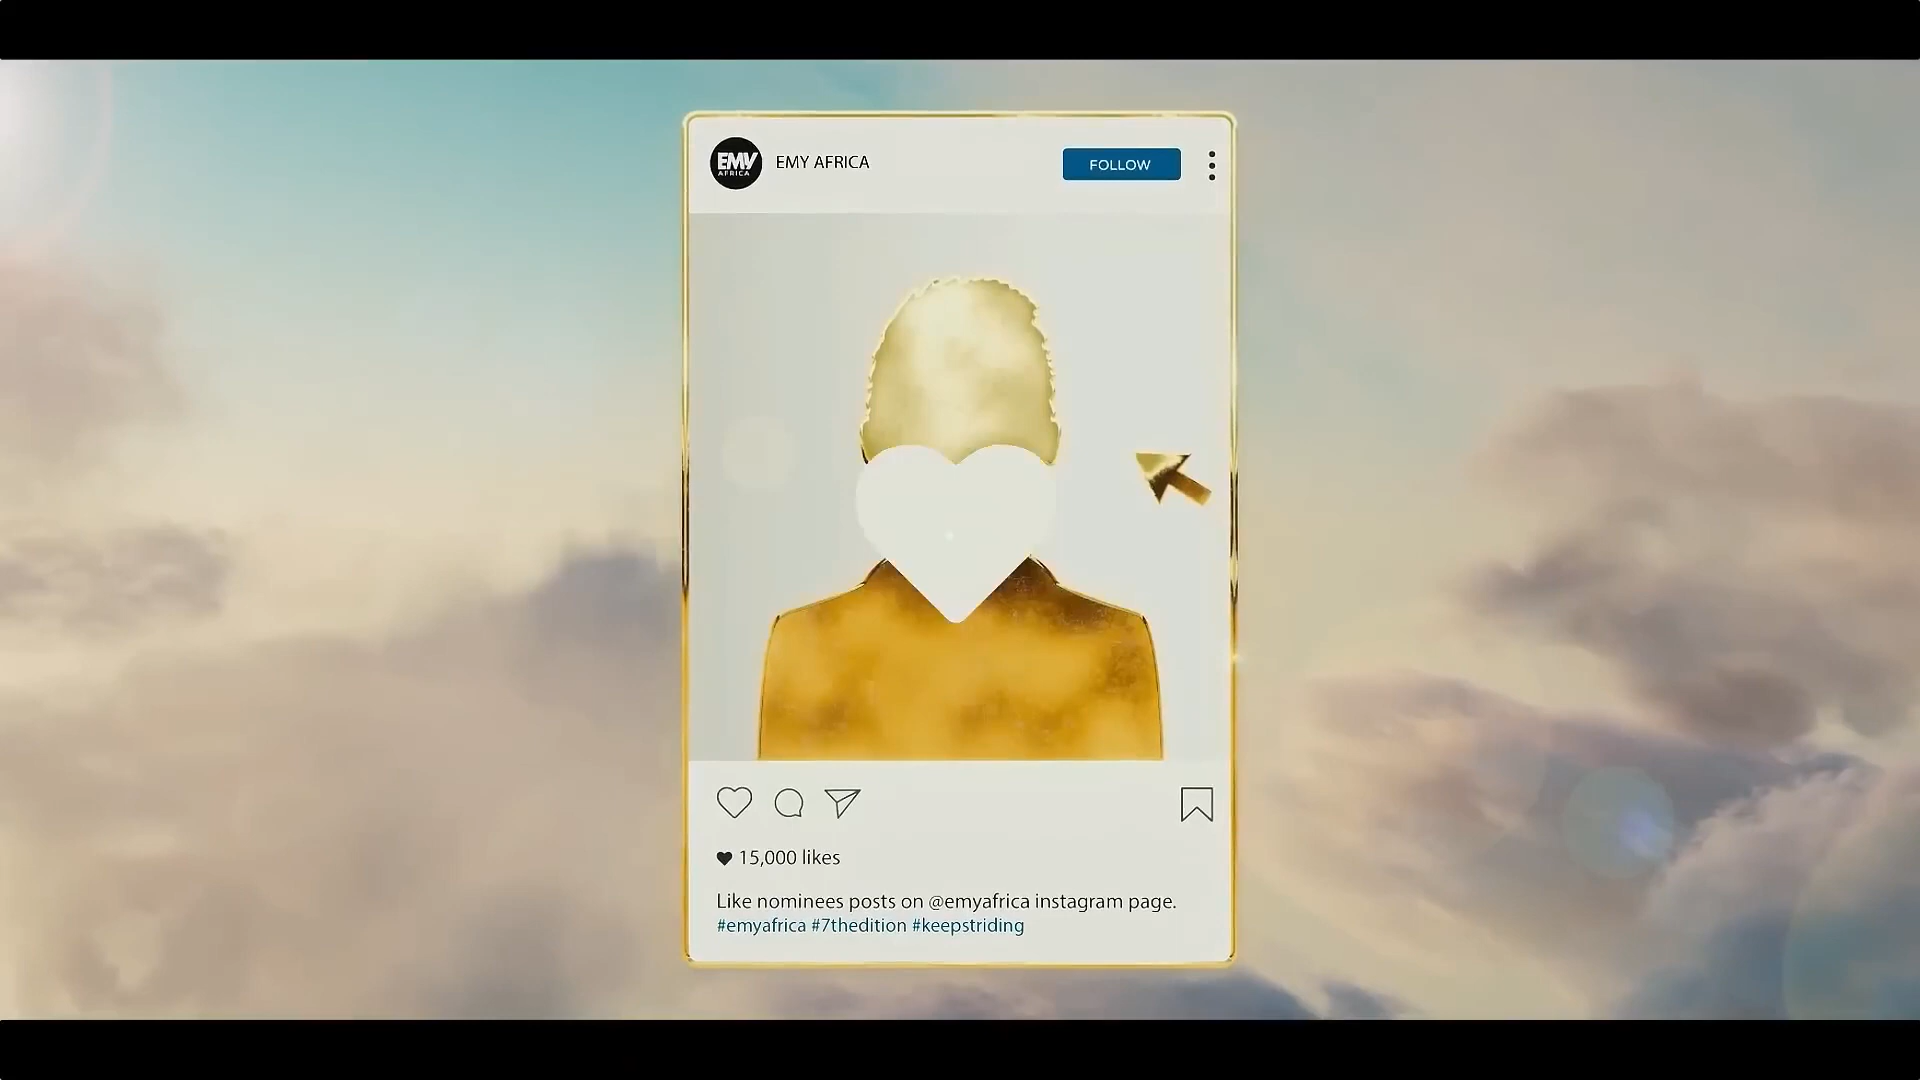 EMY
AFRICA
EMY AFRICA
FOLLOW
15,000 likes
Like nominees posts on @emyafrica instagram page.
#emyafrica #7thedition #keepstriding